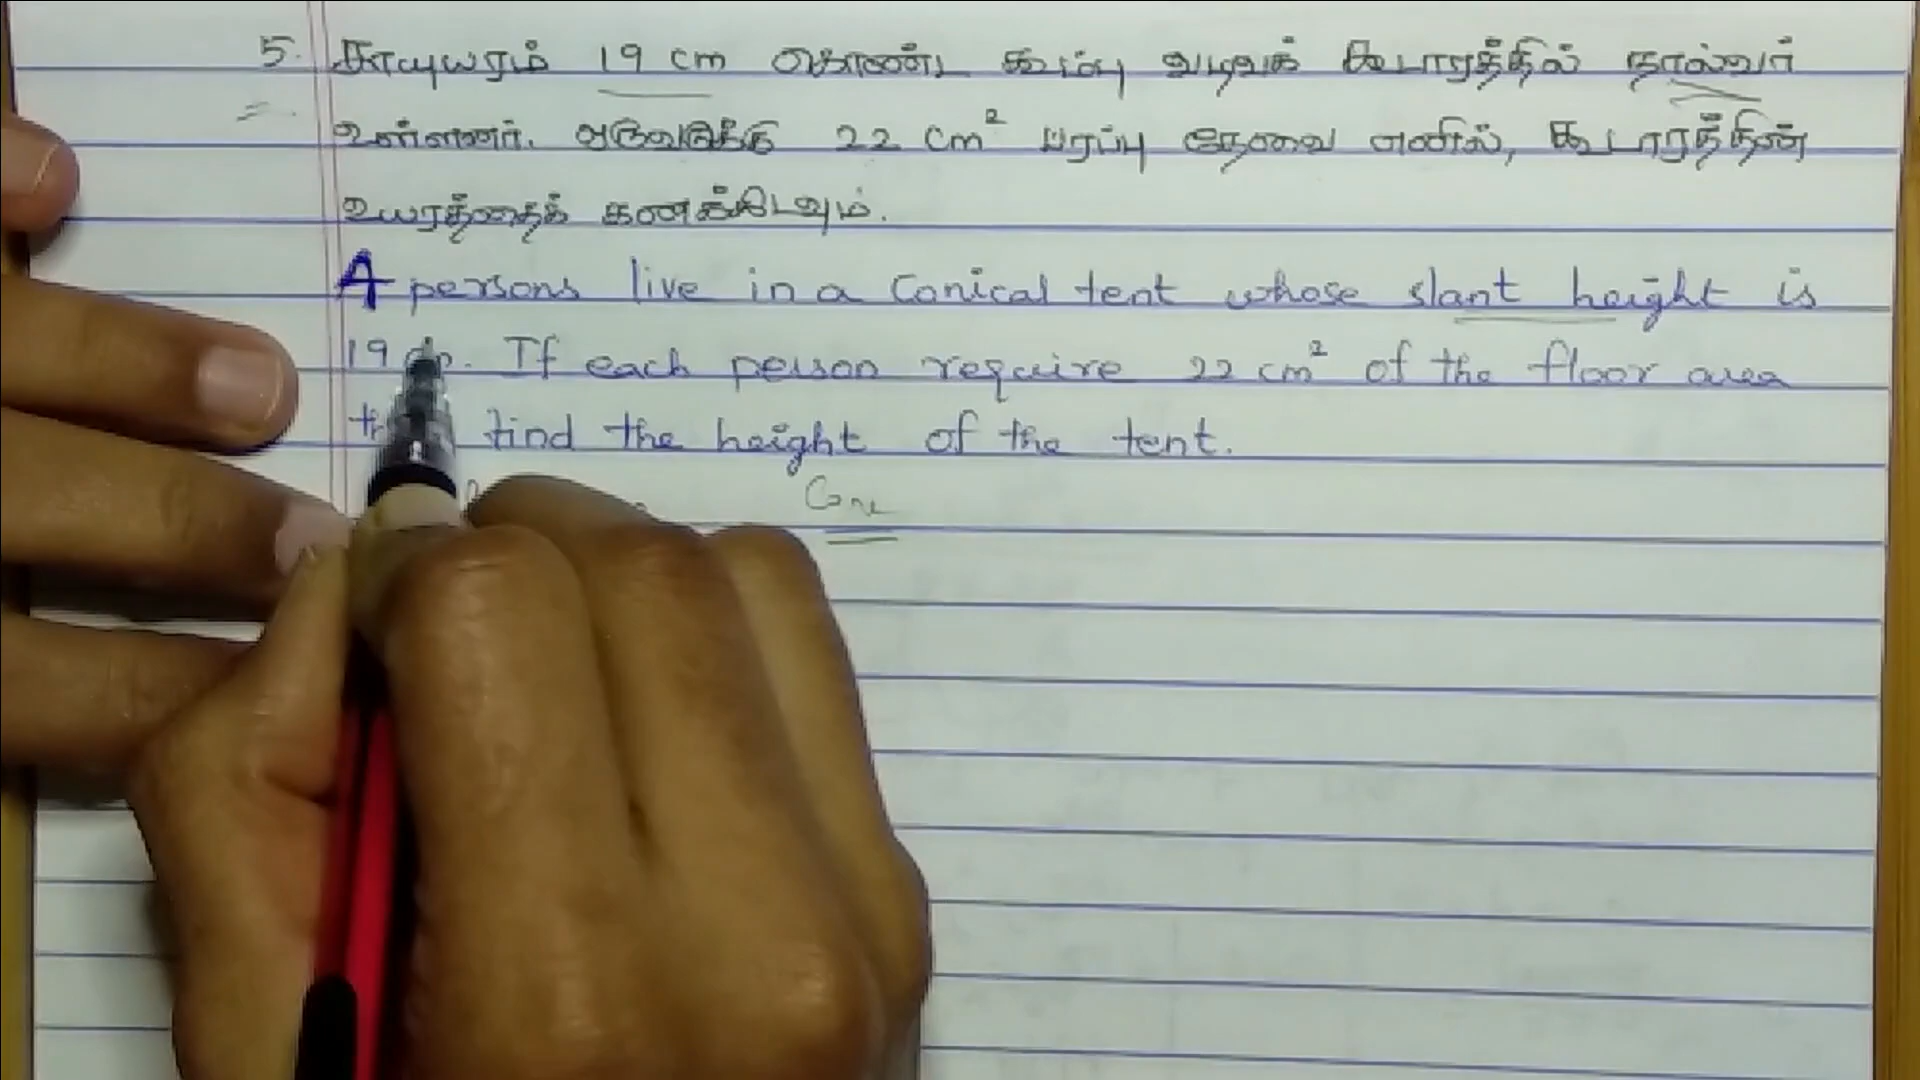 5. சாயுயரம் 19 cm கொண்ட கூம்பு வடிவக் கூடாரத்தில் நால்வர்
உள்ளனர். ஒருவருக்கு 22 cm² பரப்பு தேவை எனில், கூடாரத்தின்
உயரத்தைக் கணக்கிடவும்.
4 persons live in a Conical tent whose slant height is
19 . If each person require 22 cm² of the floor area
find the height of the tent.
Cone